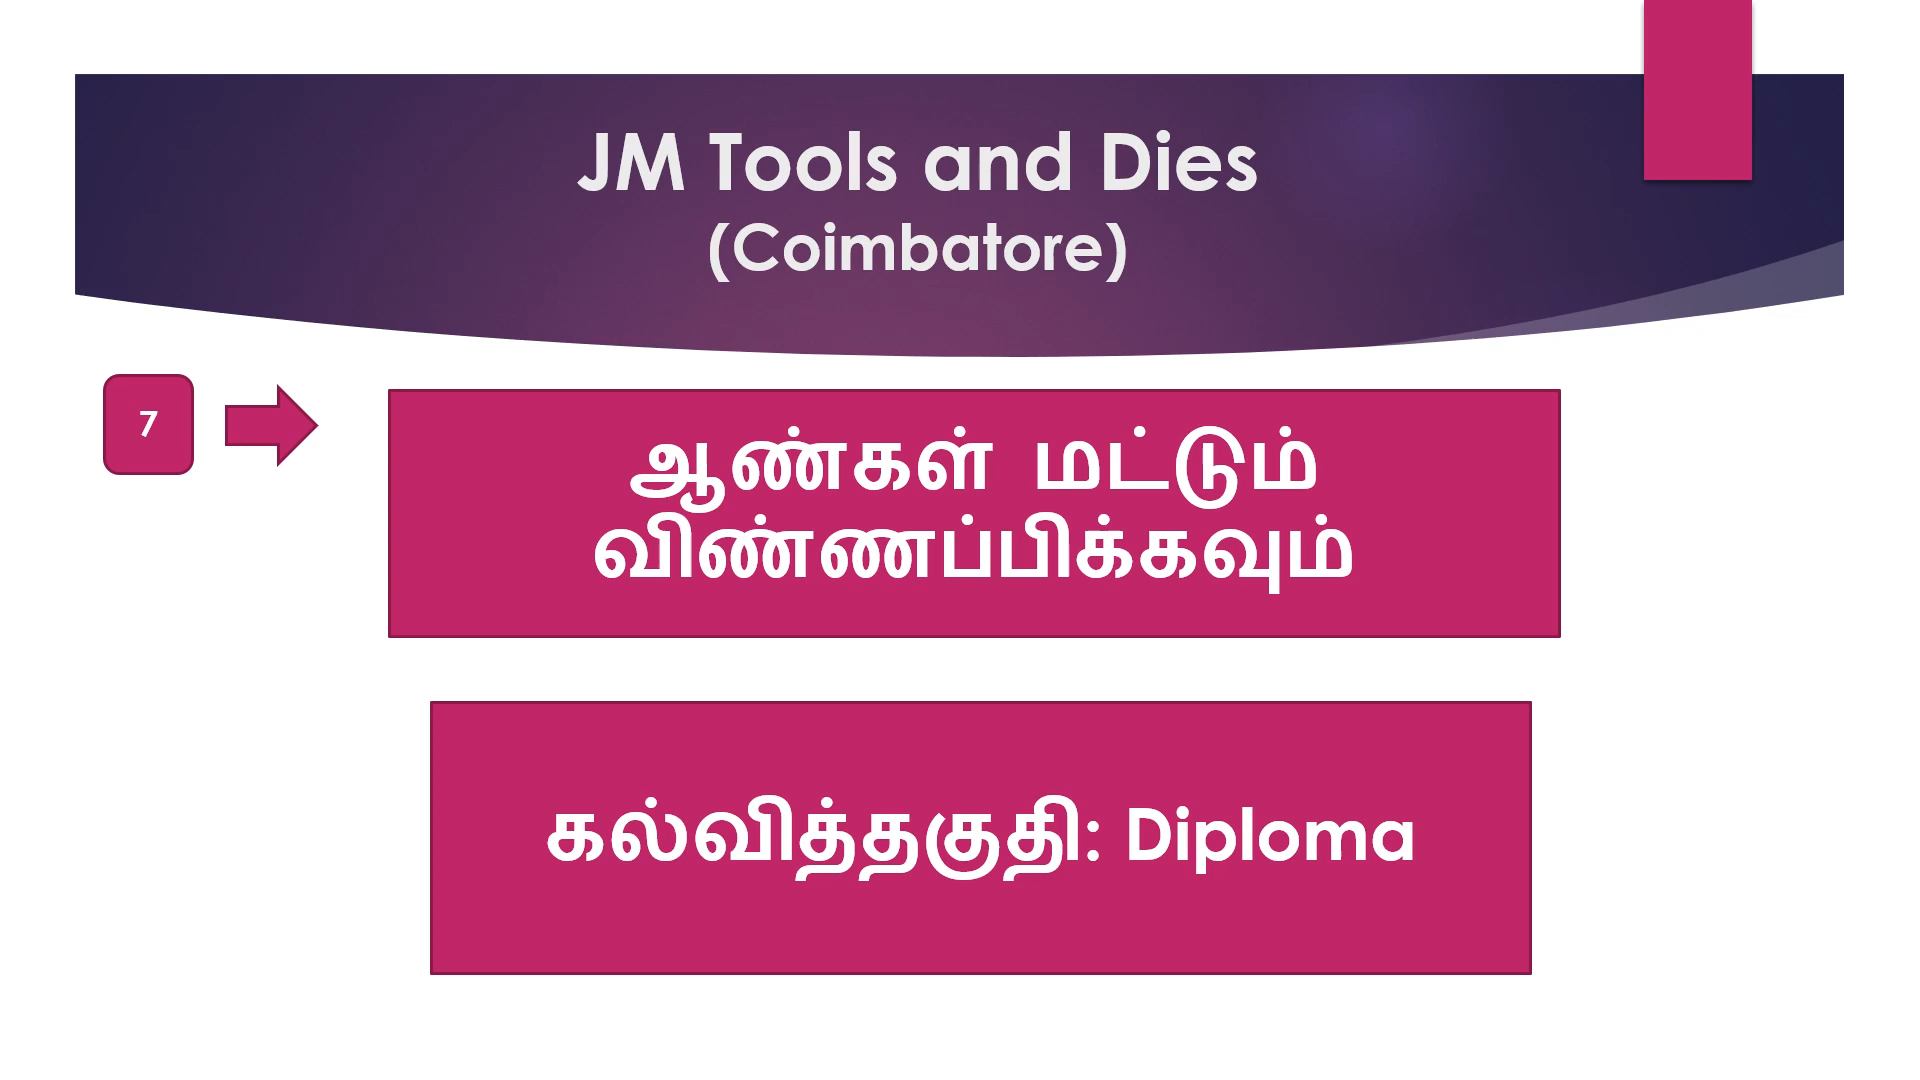 JM Tools and Dies
(Coimbatore)
7
ஆண்கள் மட்டும்
விண்ணப்பிக்கவும்
கல்வித்தகுதி: Diploma